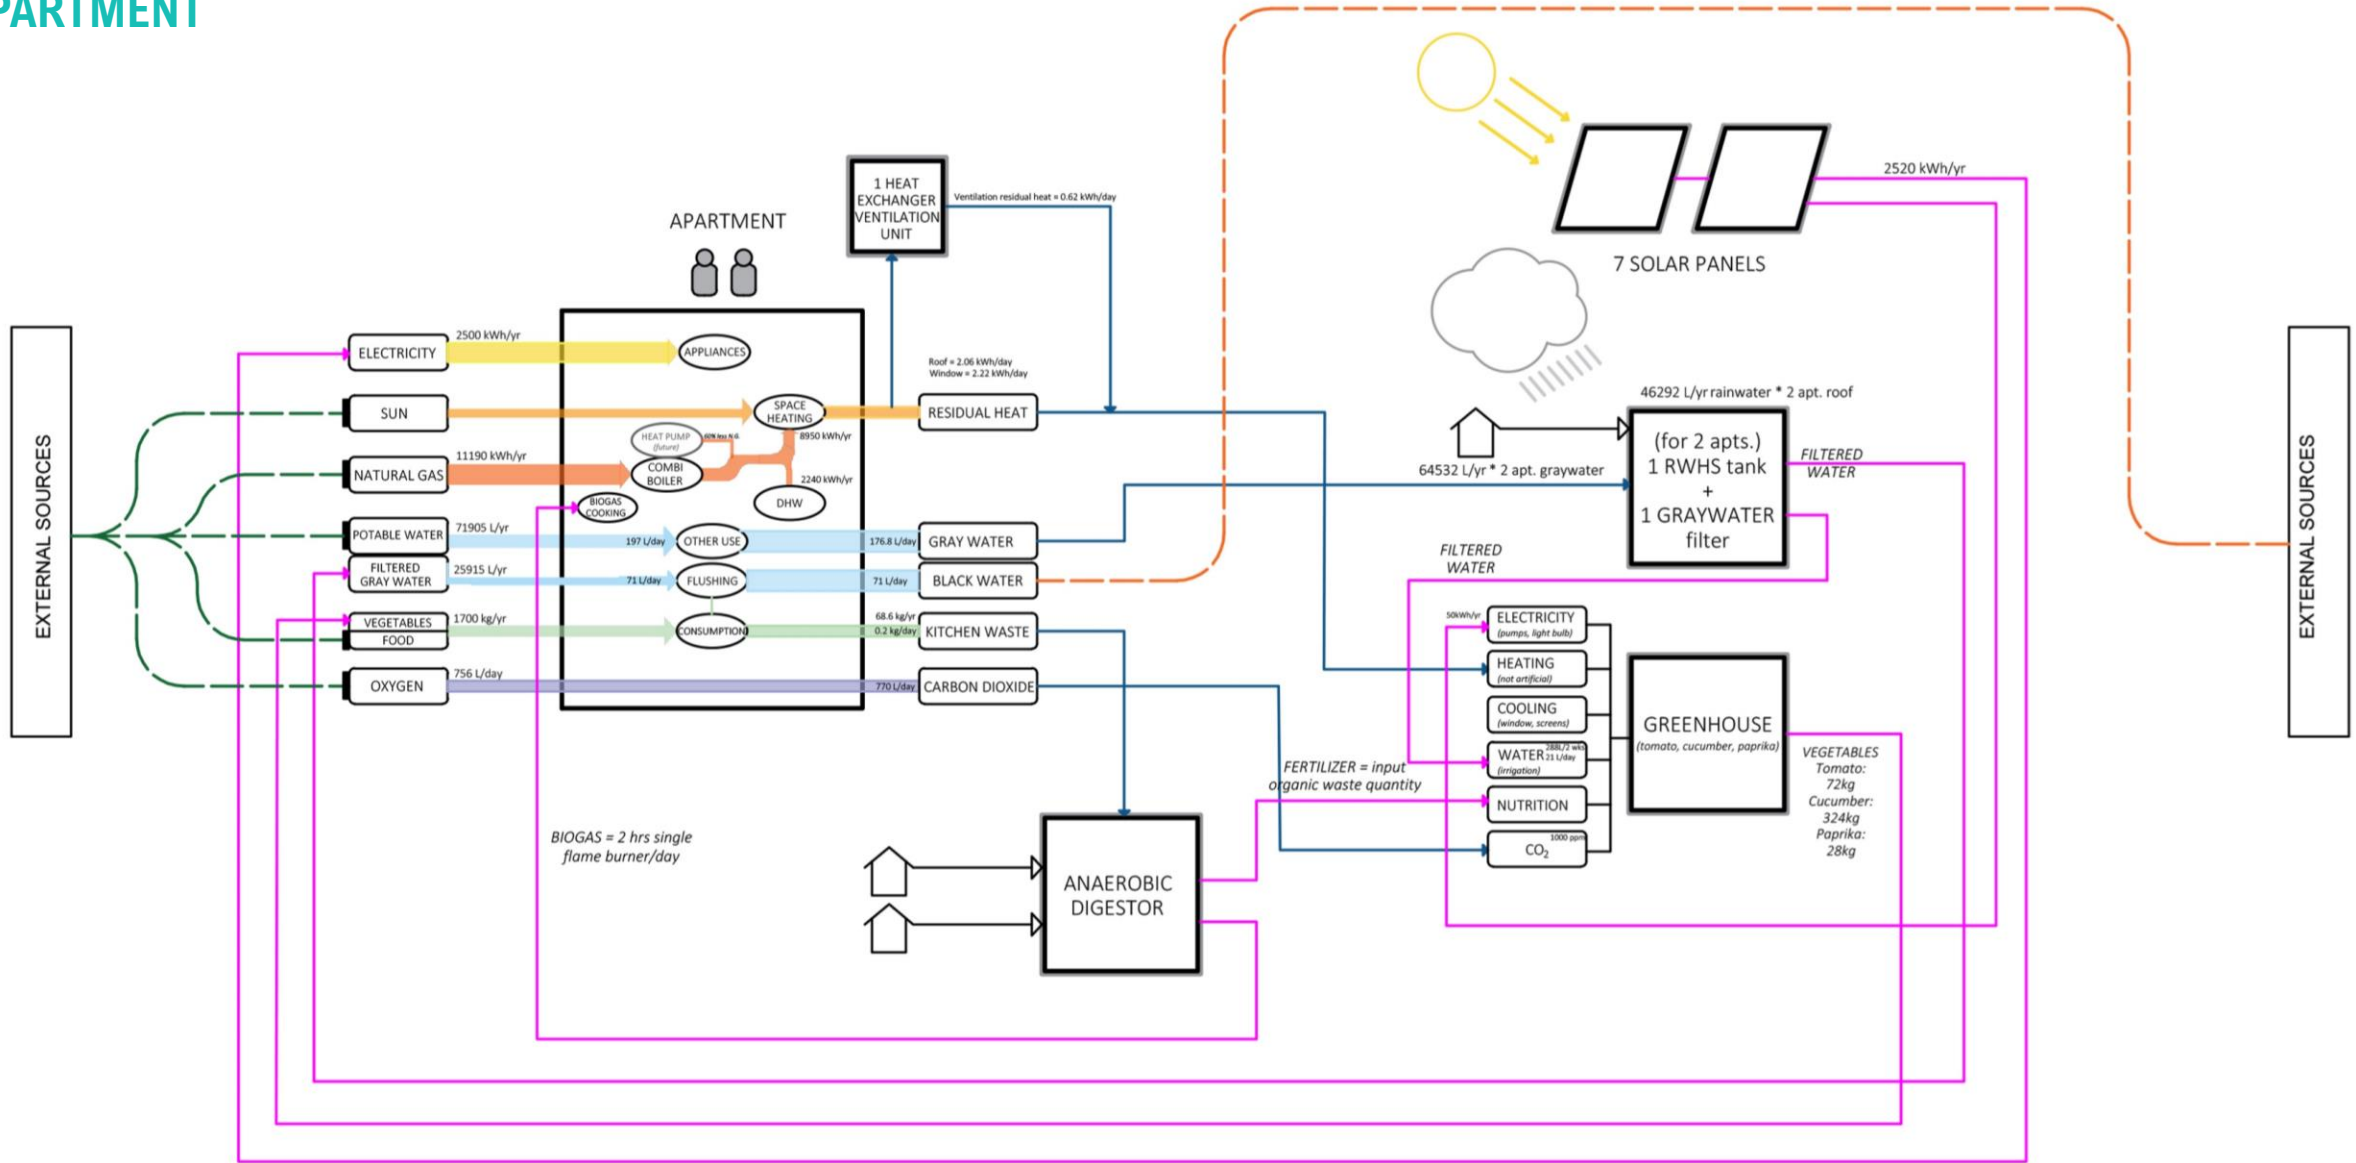 PARTMENT
EXTERNAL SOURCES
ELECTRICITY
2500 kWh/yr
SUN
NATURAL GAS
11190 kWh/yr
POTABLE WATER
71905 L/yr
FILTERED
GRAY WATER
25915 L/yr
VEGETABLES
FOOD
1700 kg/yr
OXYGEN
756 L/day
APARTMENT
APPLIANCES
SPACE
HEATING
HEAT PUMP
(future)
60% less N.G.
8950 kWh/yr
COMBI
BOILER
2240 kWh/yr
DHW
BIOGAS
COOKING
197 L/day
OTHER USE
176.8 L/day
71 L/day
FLUSHING
71 L/day
CONSUMPTION
68.6 kg/yr
0.2 kg/day
770 L/day
1 HEAT
EXCHANGER
VENTILATION
UNIT
Ventilation residual heat = 0.62 kWh/day
Roof = 2.06 kWh/day
Window = 2.22 kWh/day
RESIDUAL HEAT
GRAY WATER
BLACK WATER
KITCHEN WASTE
CARBON DIOXIDE
BIOGAS = 2 hrs single
flame burner/day
ANAEROBIC
DIGESTOR
FERTILIZER = input
organic waste quantity
2520 kWh/yr
7 SOLAR PANELS
46292 L/yr rainwater * 2 apt. roof
64532 L/yr * 2 apt. graywater
(for 2 apts.)
1 RWHS tank
+
1 GRAYWATER
filter
FILTERED
WATER
FILTERED
WATER
50kWh/yr
ELECTRICITY
(pumps, light bulb)
HEATING
(not artificial)
COOLING
(window, screens)
WATER
288L/2 wks
21 L/day
(irrigation)
NUTRITION
1000 ppm
CO₂
GREENHOUSE
(tomato, cucumber, paprika)
VEGETABLES
Tomato:
72kg
Cucumber:
324kg
Paprika:
28kg
EXTERNAL SOURCES